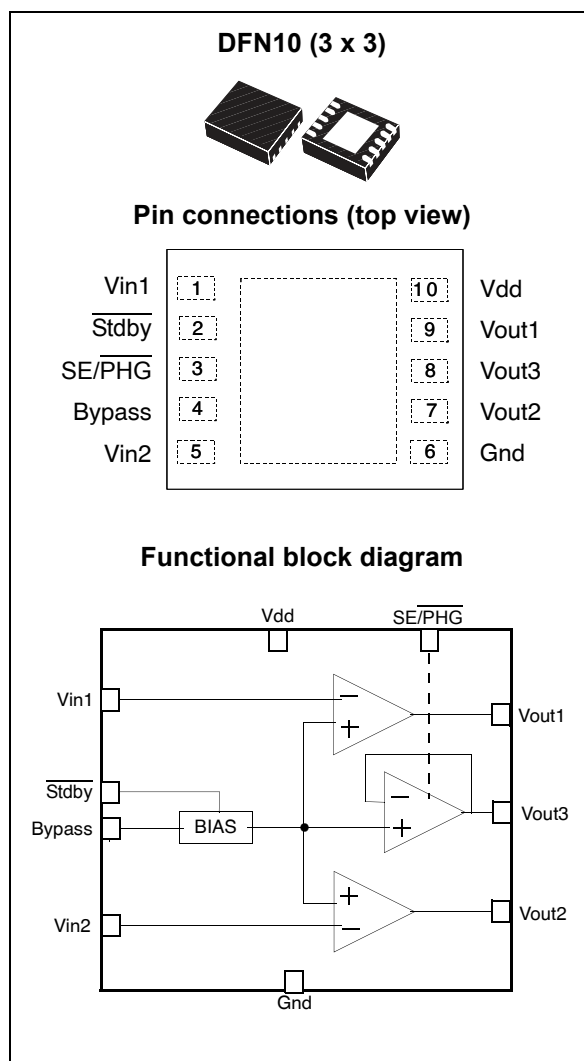 DFN10 (3 x 3)
Pin connections (top view)
Vin1 1 10 Vdd
Stdby 2 9 Vout1
SE/PHG 3 8 Vout3
Bypass 4 7 Vout2
Vin2 5 6 Gnd
Functional block diagram
Vdd SE/PHG
Vin1 − Vout1
+
Stdby −
Bypass BIAS + Vout3
+
Vin2 − Vout2
Gnd